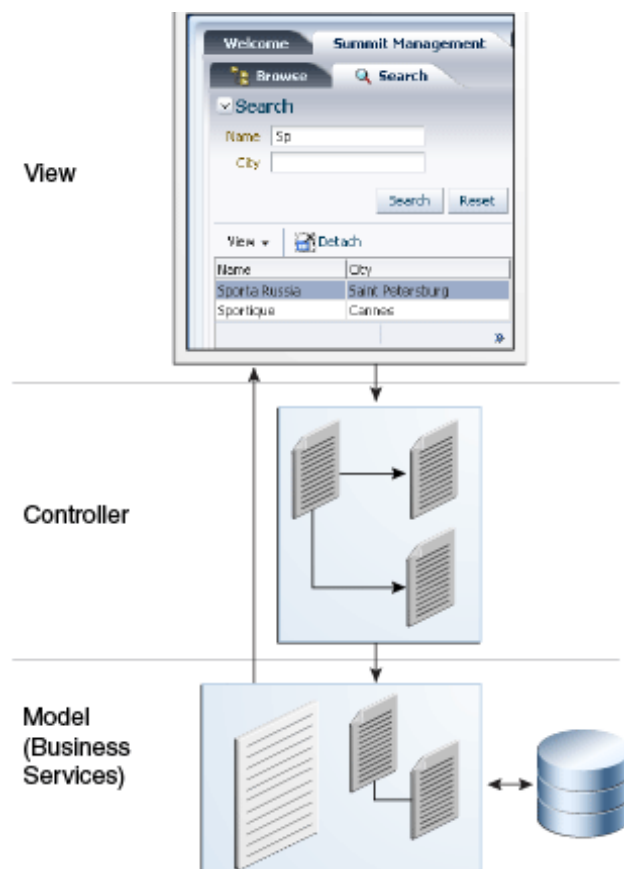 Welcome Summit Management
Browse Search
Search
Name Sp
City
Search Reset
View Detach
Name City
Sporta Russia Saint Petersburg
Sportique Cannes
View
Controller
Model
(Business
Services)